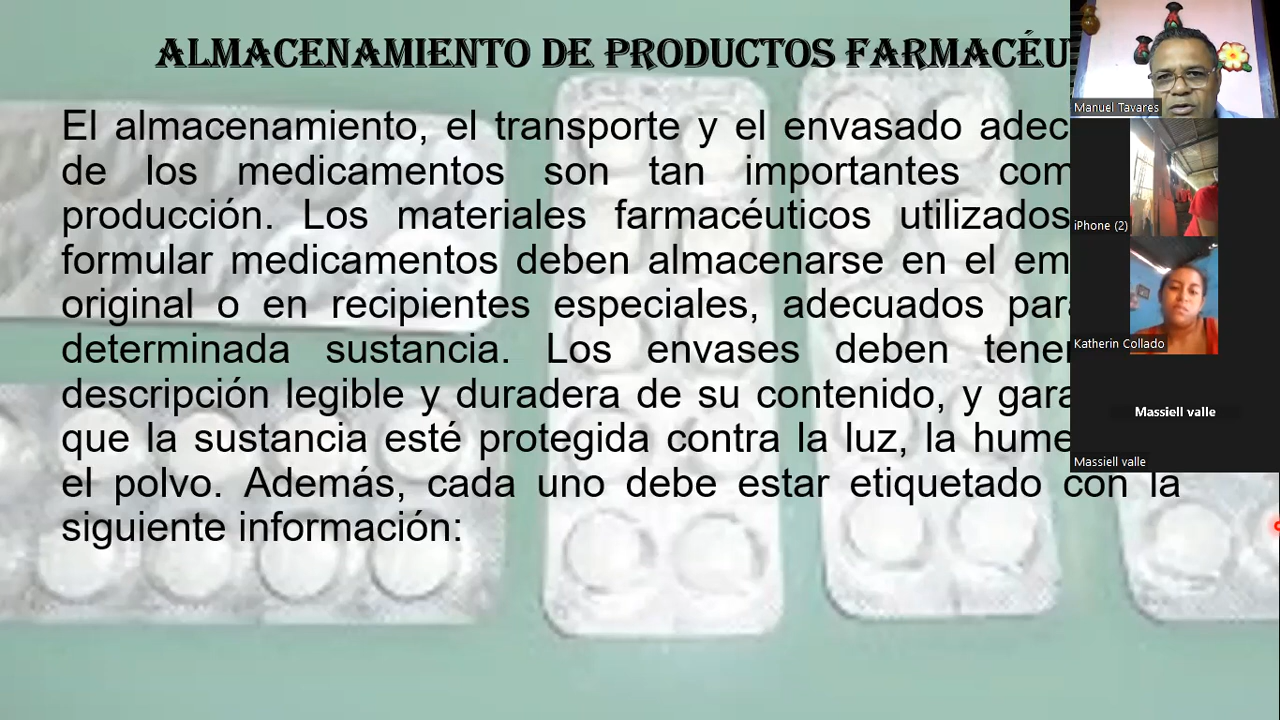 ALMACENAMIENTO DE PRODUCTOS FARMACÉU
El almacenamiento, el transporte y el envasado adec
de los medicamentos son tan importantes com
producción. Los materiales farmacéuticos utilizados
formular medicamentos deben almacenarse en el em
original o en recipientes especiales, adecuados par
determinada sustancia. Los envases deben tener
descripción legible y duradera de su contenido, y gara
que la sustancia esté protegida contra la luz, la hume
el polvo. Además, cada uno debe estar etiquetado con la
siguiente información:
Manuel Tavares
iPhone (2)
Katherin Collado
Massiell valle
Massiell valle